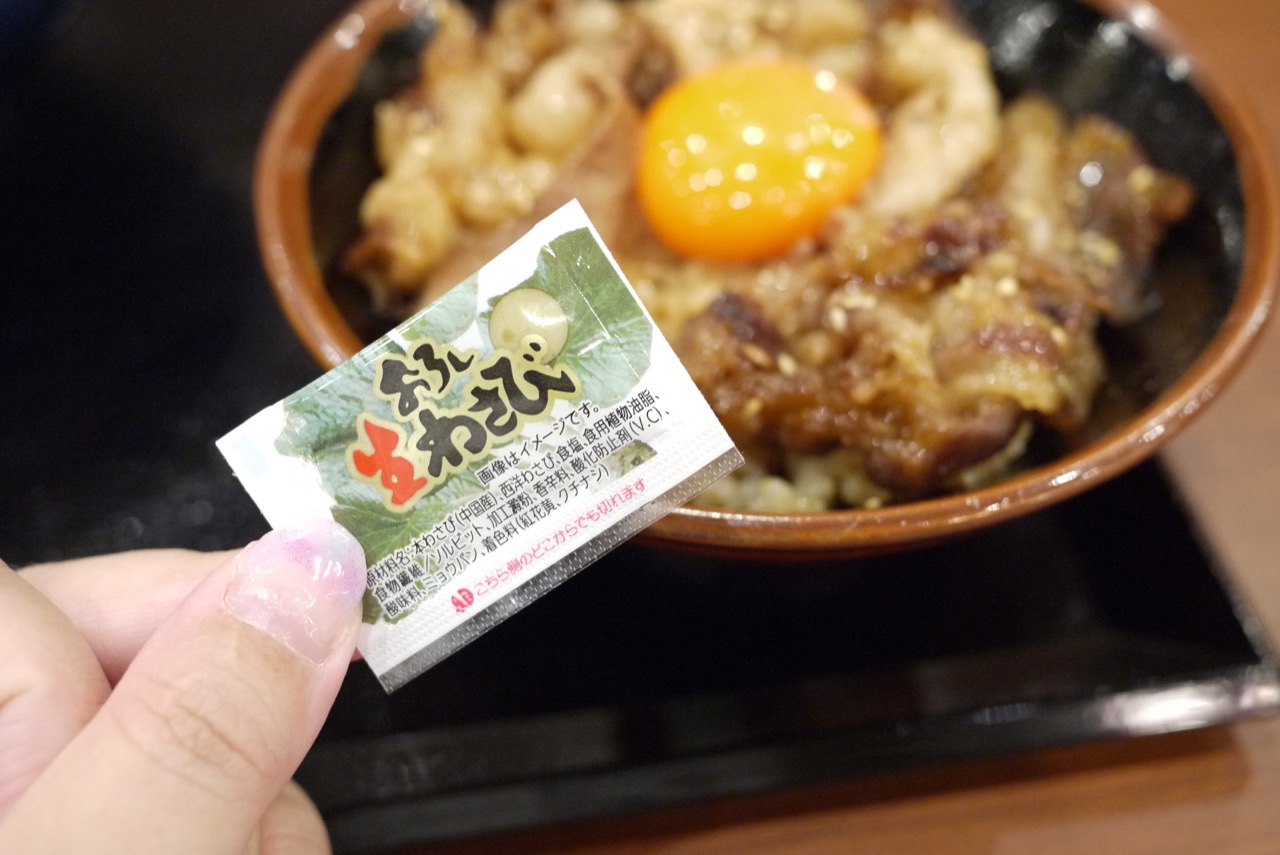 おろし
生わさび
画像はイメージです。
原材料名:本わさび(中国産)、西洋わさび、食塩、食用植物油脂、
食物繊維/ソルビット、加工澱粉、香辛料、酸化防止剤(V.C)、
酸味料、ミョウバン、着色料(紅花黄、クチナシ)
こちら側のどこからでも切れます